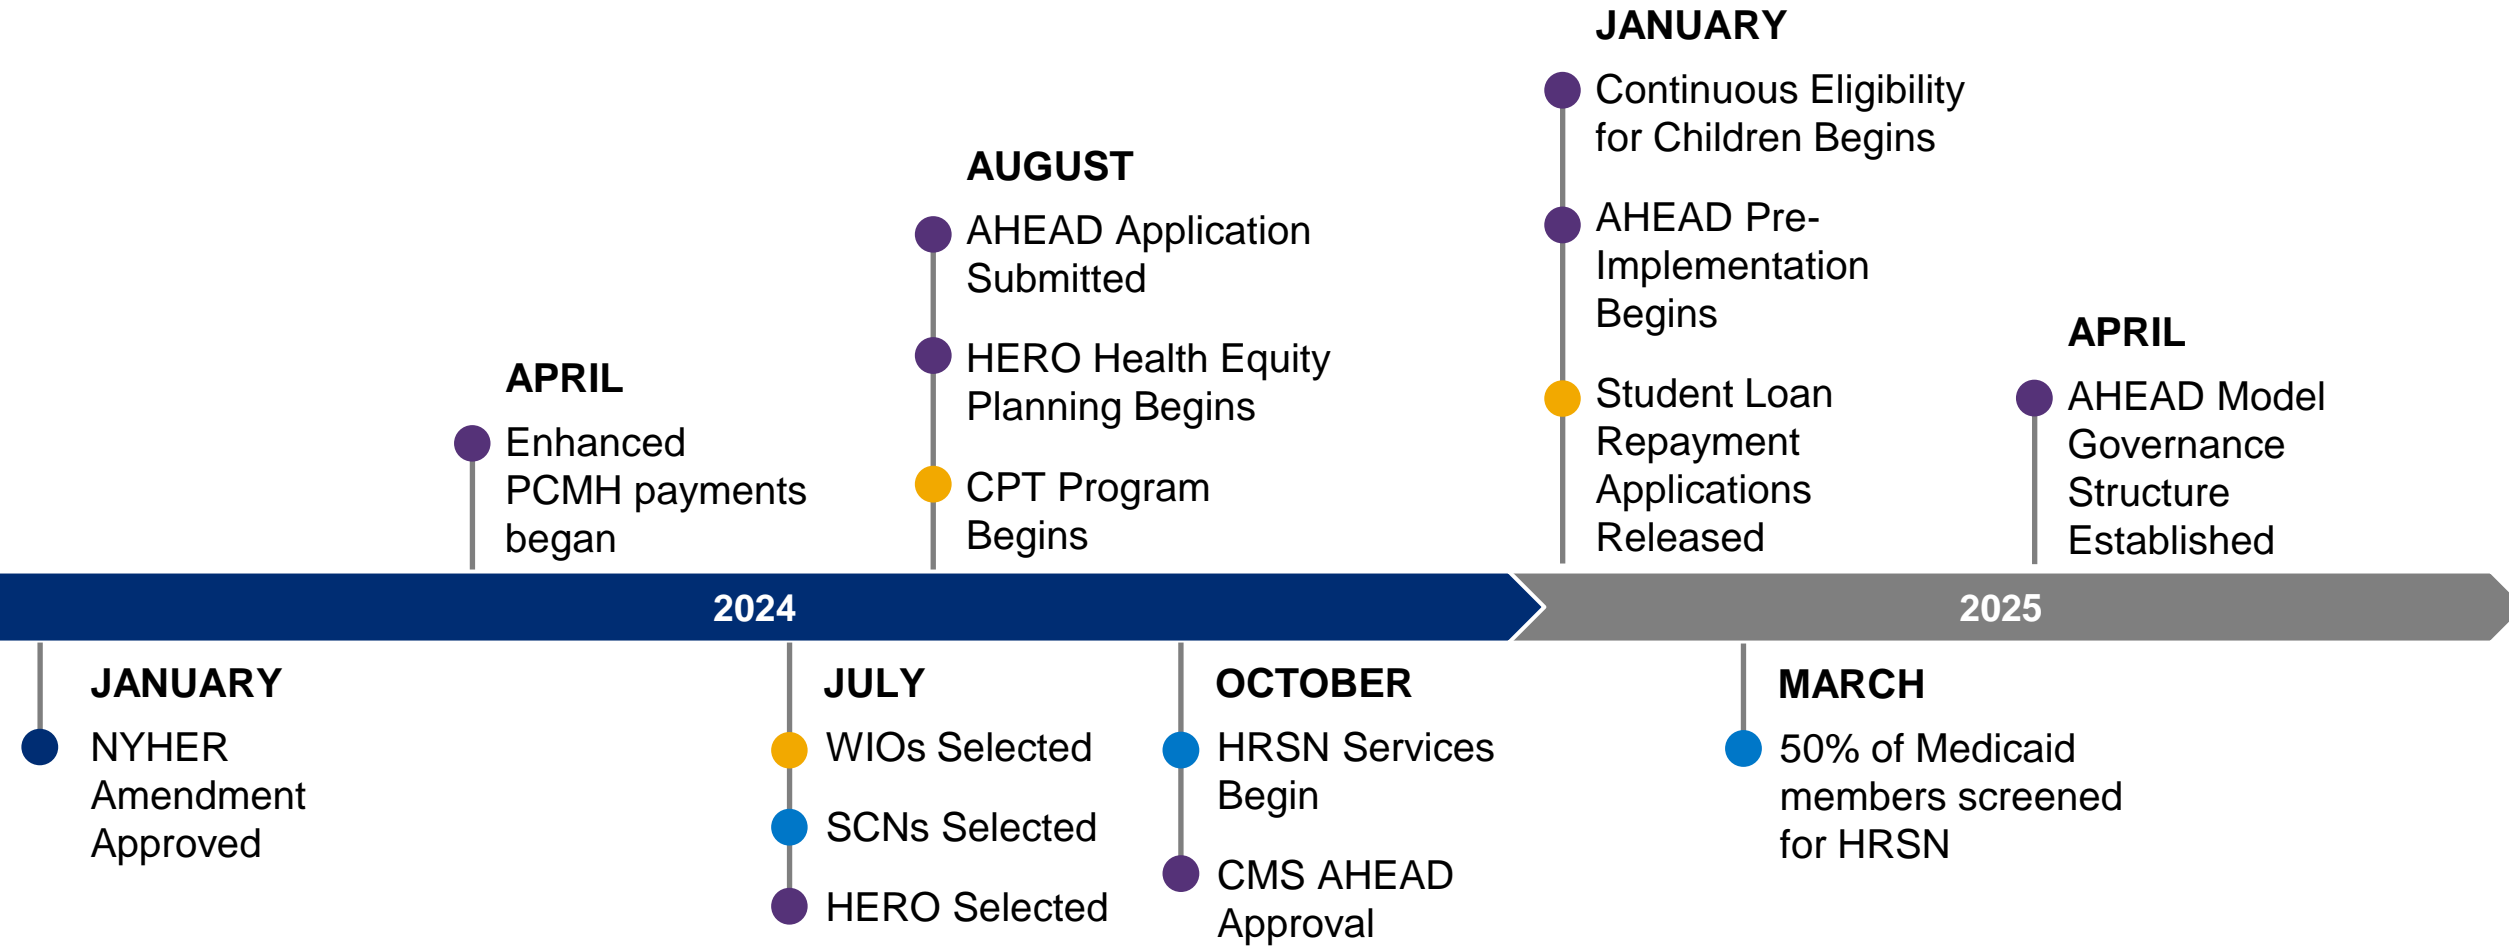 JANUARY
Continuous Eligibility
for Children Begins
AHEAD Pre-
Implementation
Begins
Student Loan
Repayment
Applications
Released
AUGUST
AHEAD Application
Submitted
HERO Health Equity
Planning Begins
CPT Program
Begins
APRIL
Enhanced
PCMH payments
began
APRIL
AHEAD Model
Governance
Structure
Established
2024
2025
JANUARY
NYHER
Amendment
Approved
JULY
WIOs Selected
SCNs Selected
HERO Selected
OCTOBER
HRSN Services
Begin
CMS AHEAD
Approval
MARCH
50% of Medicaid
members screened
for HRSN